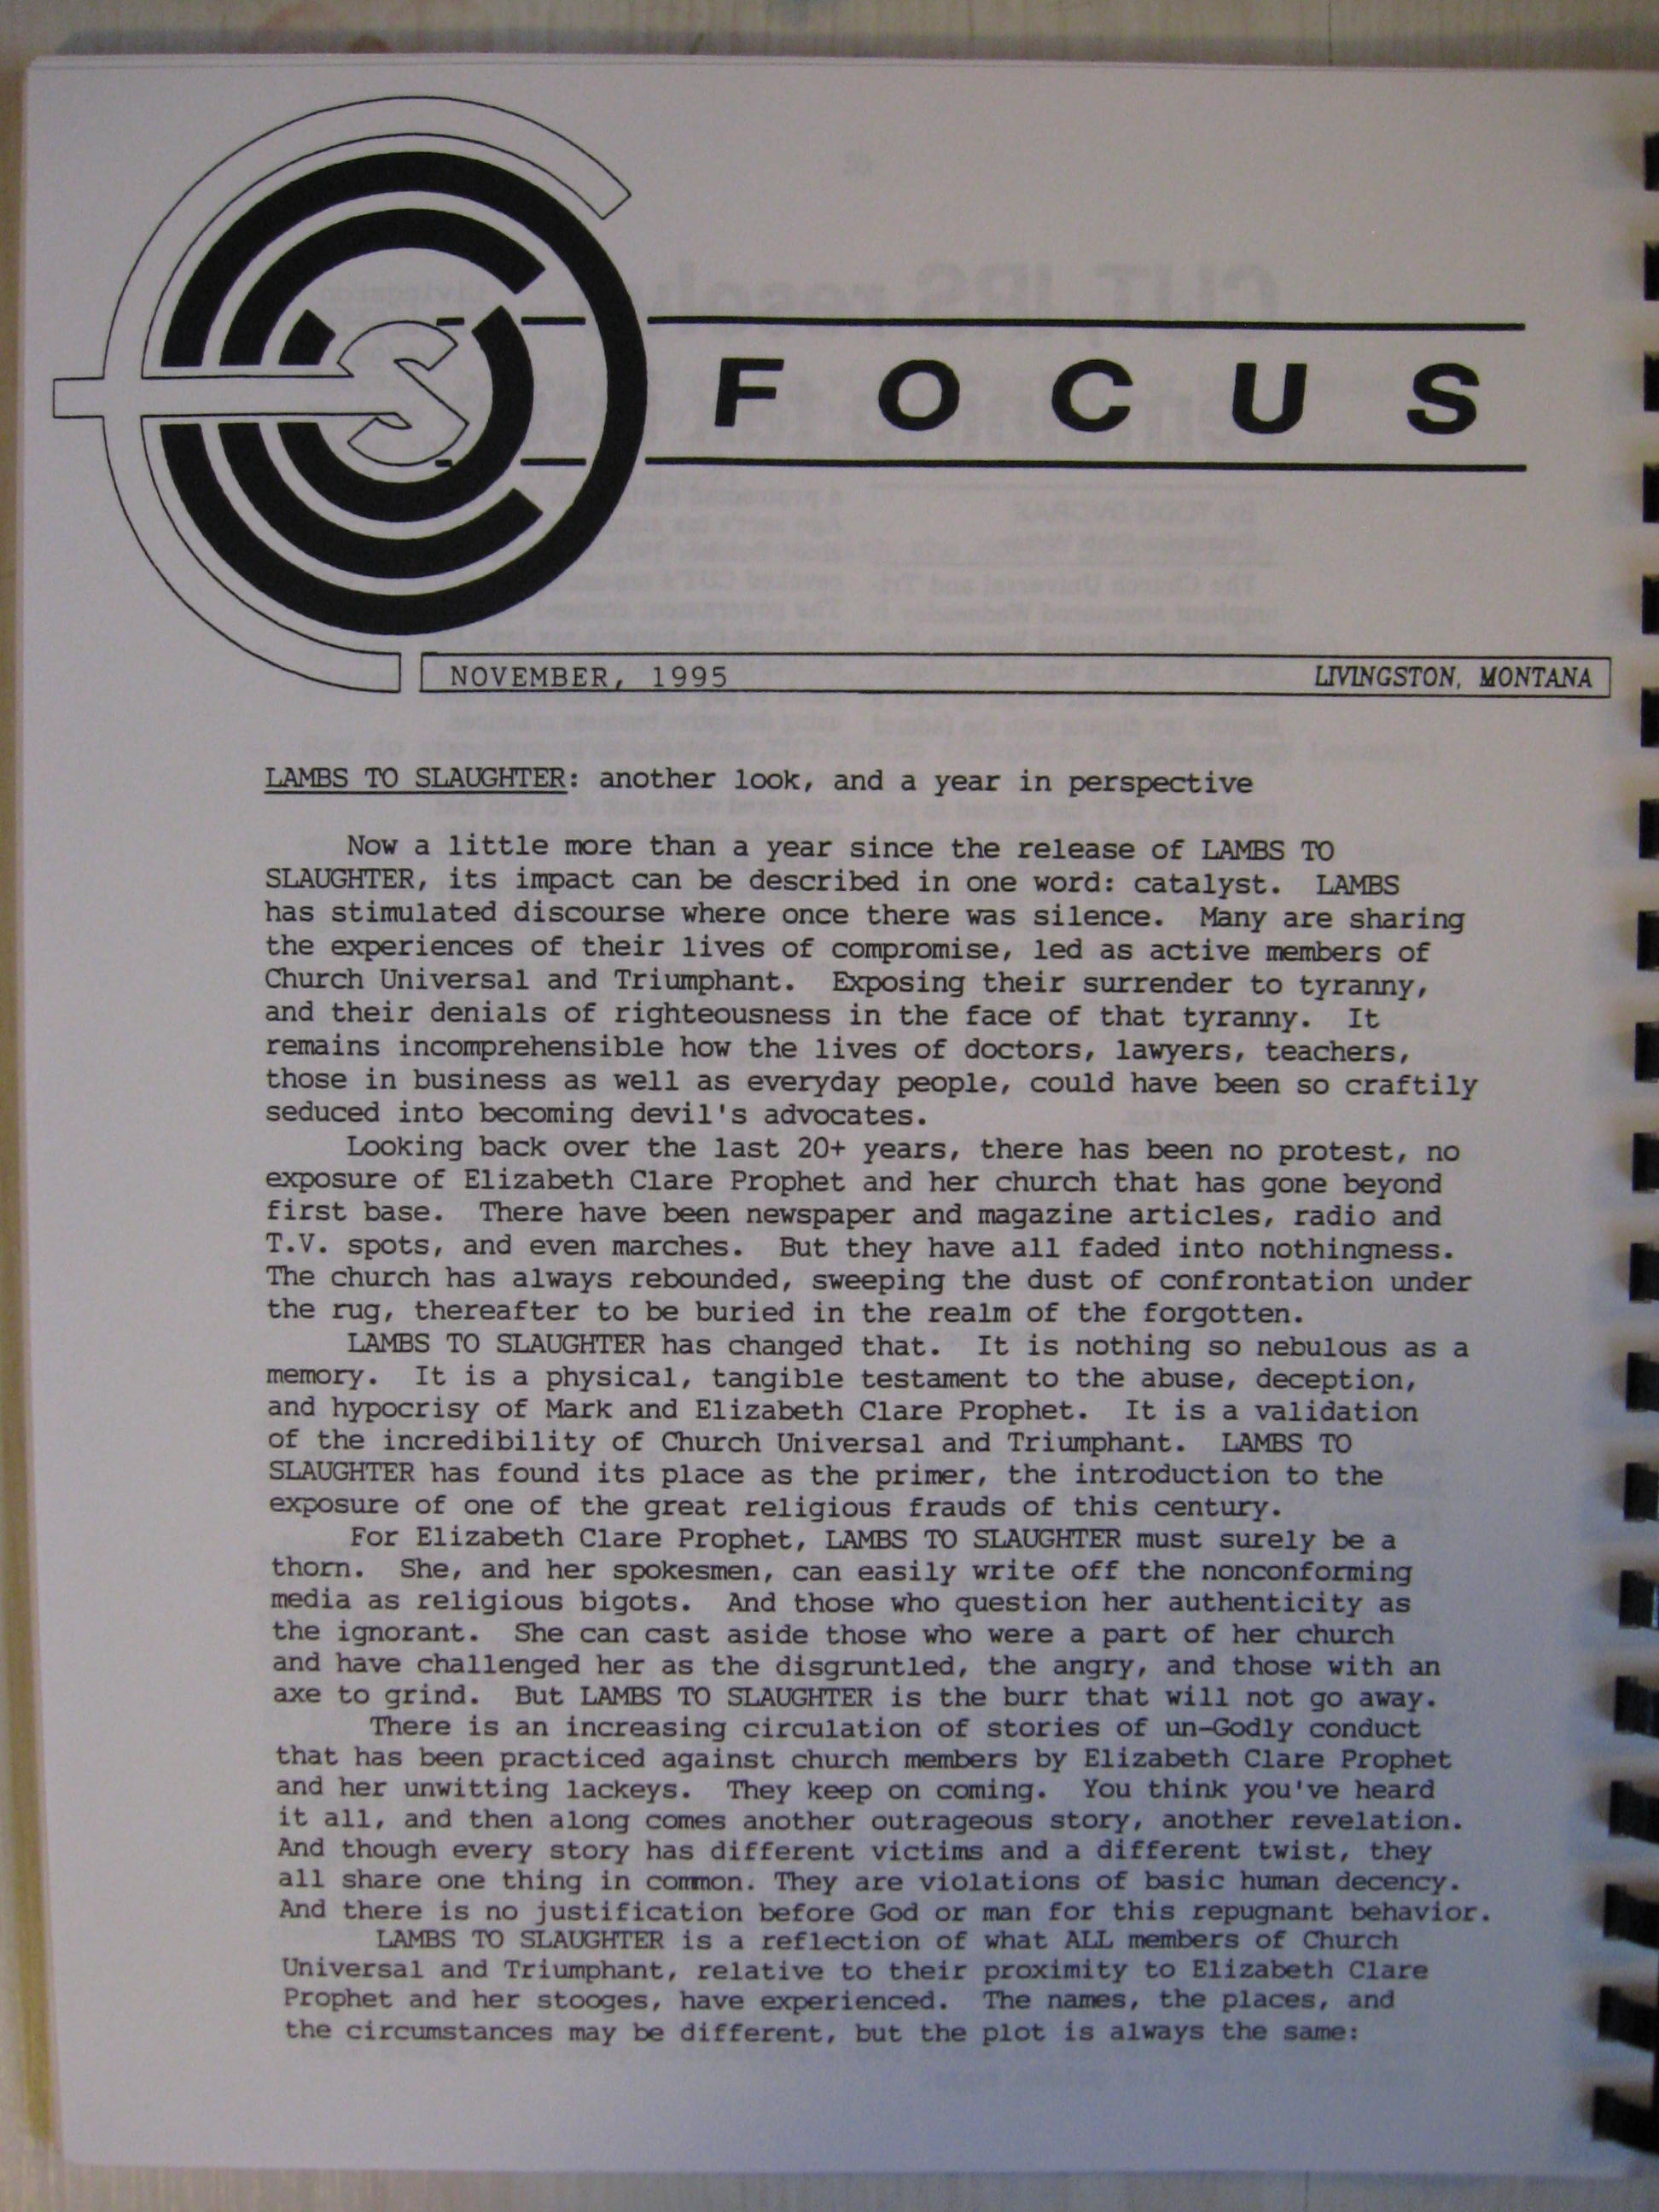 FOCUS
NOVEMBER, 1995 LIVINGSTON, MONTANA
LAMBS TO SLAUGHTER: another look, and a year in perspective
Now a little more than a year since the release of LAMBS TO
SLAUGHTER, its impact can be described in one word: catalyst. LAMBS
has stimulated discourse where once there was silence. Many are sharing
the experiences of their lives of compromise, led as active members of
Church Universal and Triumphant. Exposing their surrender to tyranny,
and their denials of righteousness in the face of that tyranny. It
remains incomprehensible how the lives of doctors, lawyers, teachers,
those in business as well as everyday people, could have been so craftily
seduced into becoming devil's advocates.
Looking back over the last 20+ years, there has been no protest, no
exposure of Elizabeth Clare Prophet and her church that has gone beyond
first base. There have been newspaper and magazine articles, radio and
T.V. spots, and even marches. But they have all faded into nothingness.
The church has always rebounded, sweeping the dust of confrontation under
the rug, thereafter to be buried in the realm of the forgotten.
LAMBS TO SLAUGHTER has changed that. It is nothing so nebulous as a
memory. It is a physical, tangible testament to the abuse, deception,
and hypocrisy of Mark and Elizabeth Clare Prophet. It is a validation
of the incredibility of Church Universal and Triumphant. LAMBS TO
SLAUGHTER has found its place as the primer, the introduction to the
exposure of one of the great religious frauds of this century.
For Elizabeth Clare Prophet, LAMBS TO SLAUGHTER must surely be a
thorn. She, and her spokesmen, can easily write off the nonconforming
media as religious bigots. And those who question her authenticity as
the ignorant. She can cast aside those who were a part of her church
and have challenged her as the disgruntled, the angry, and those with an
axe to grind. But LAMBS TO SLAUGHTER is the burr that will not go away.
There is an increasing circulation of stories of un-Godly conduct
that has been practiced against church members by Elizabeth Clare Prophet
and her unwitting lackeys. They keep on coming. You think you've heard
it all, and then along comes another outrageous story, another revelation.
And though every story has different victims and a different twist, they
all share one thing in common. They are violations of basic human decency.
And there is no justification before God or man for this repugnant behavior.
LAMBS TO SLAUGHTER is a reflection of what ALL members of Church
Universal and Triumphant, relative to their proximity to Elizabeth Clare
Prophet and her stooges, have experienced. The names, the places, and
the circumstances may be different, but the plot is always the same: